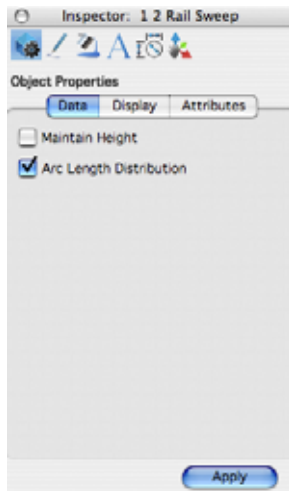 Inspector: 1 2 Rail Sweep
Object Properties
Data Display Attributes
Maintain Height
Arc Length Distribution
Apply